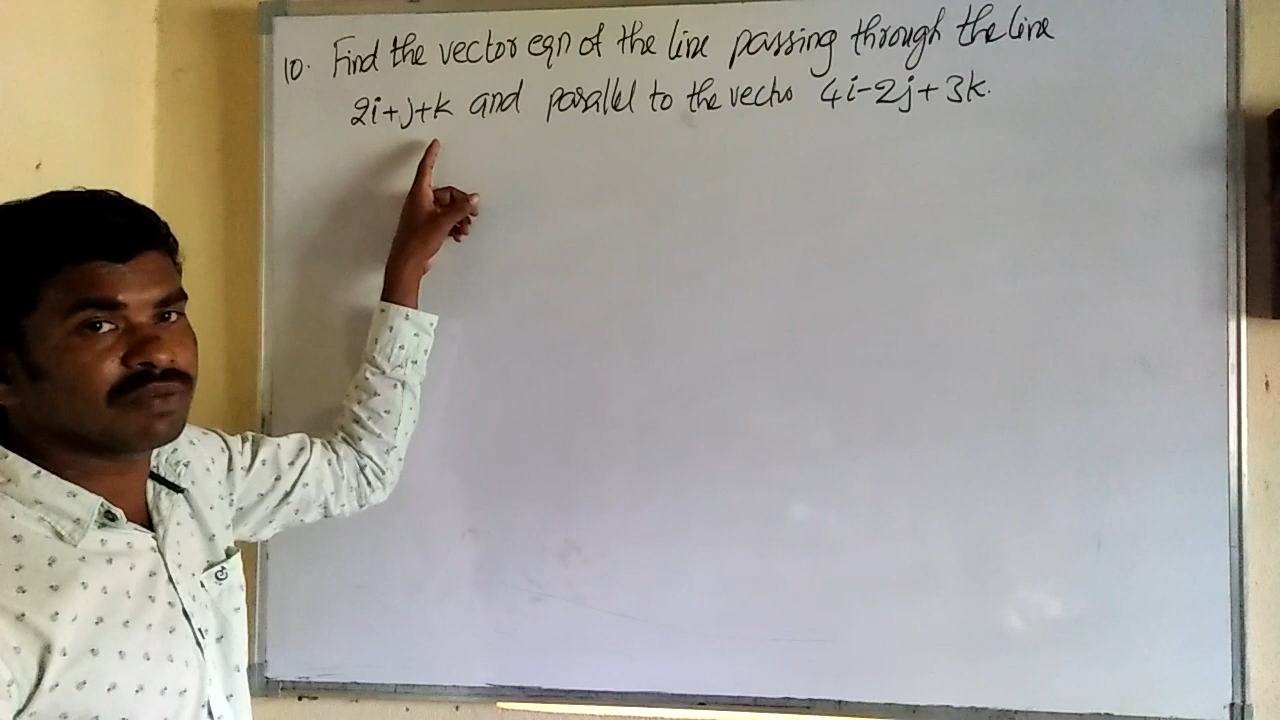 10. Find the vector eqn of the line passing through the line
2i+j+k and parallel to the vector 4i-2j+3k.